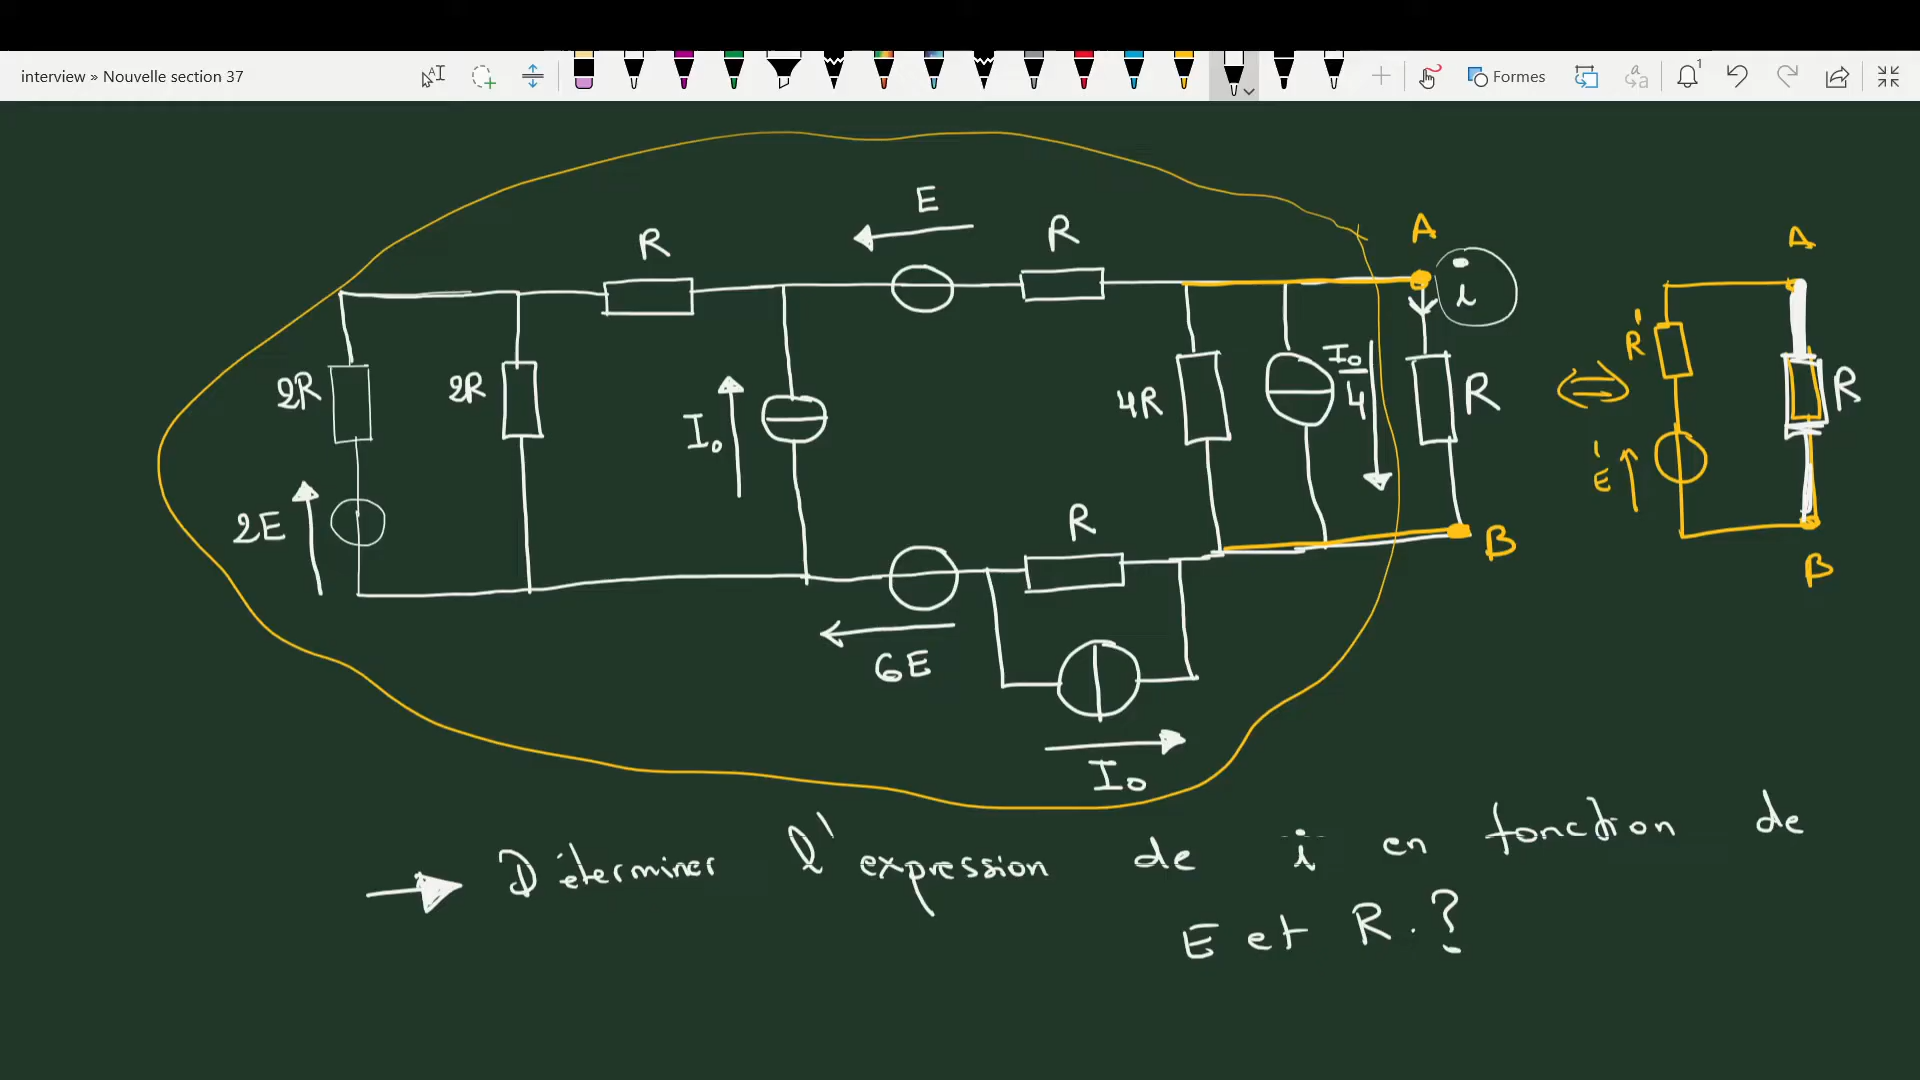 interview » Nouvelle section 37
Formes
1
E
R
R
A
i
A
2R
2R
I₀
4R
I₀/4
R
R'
R
2E
E'
R
B
B
6E
I₀
→ Déterminer l'expression de i en fonction de
E et R.?